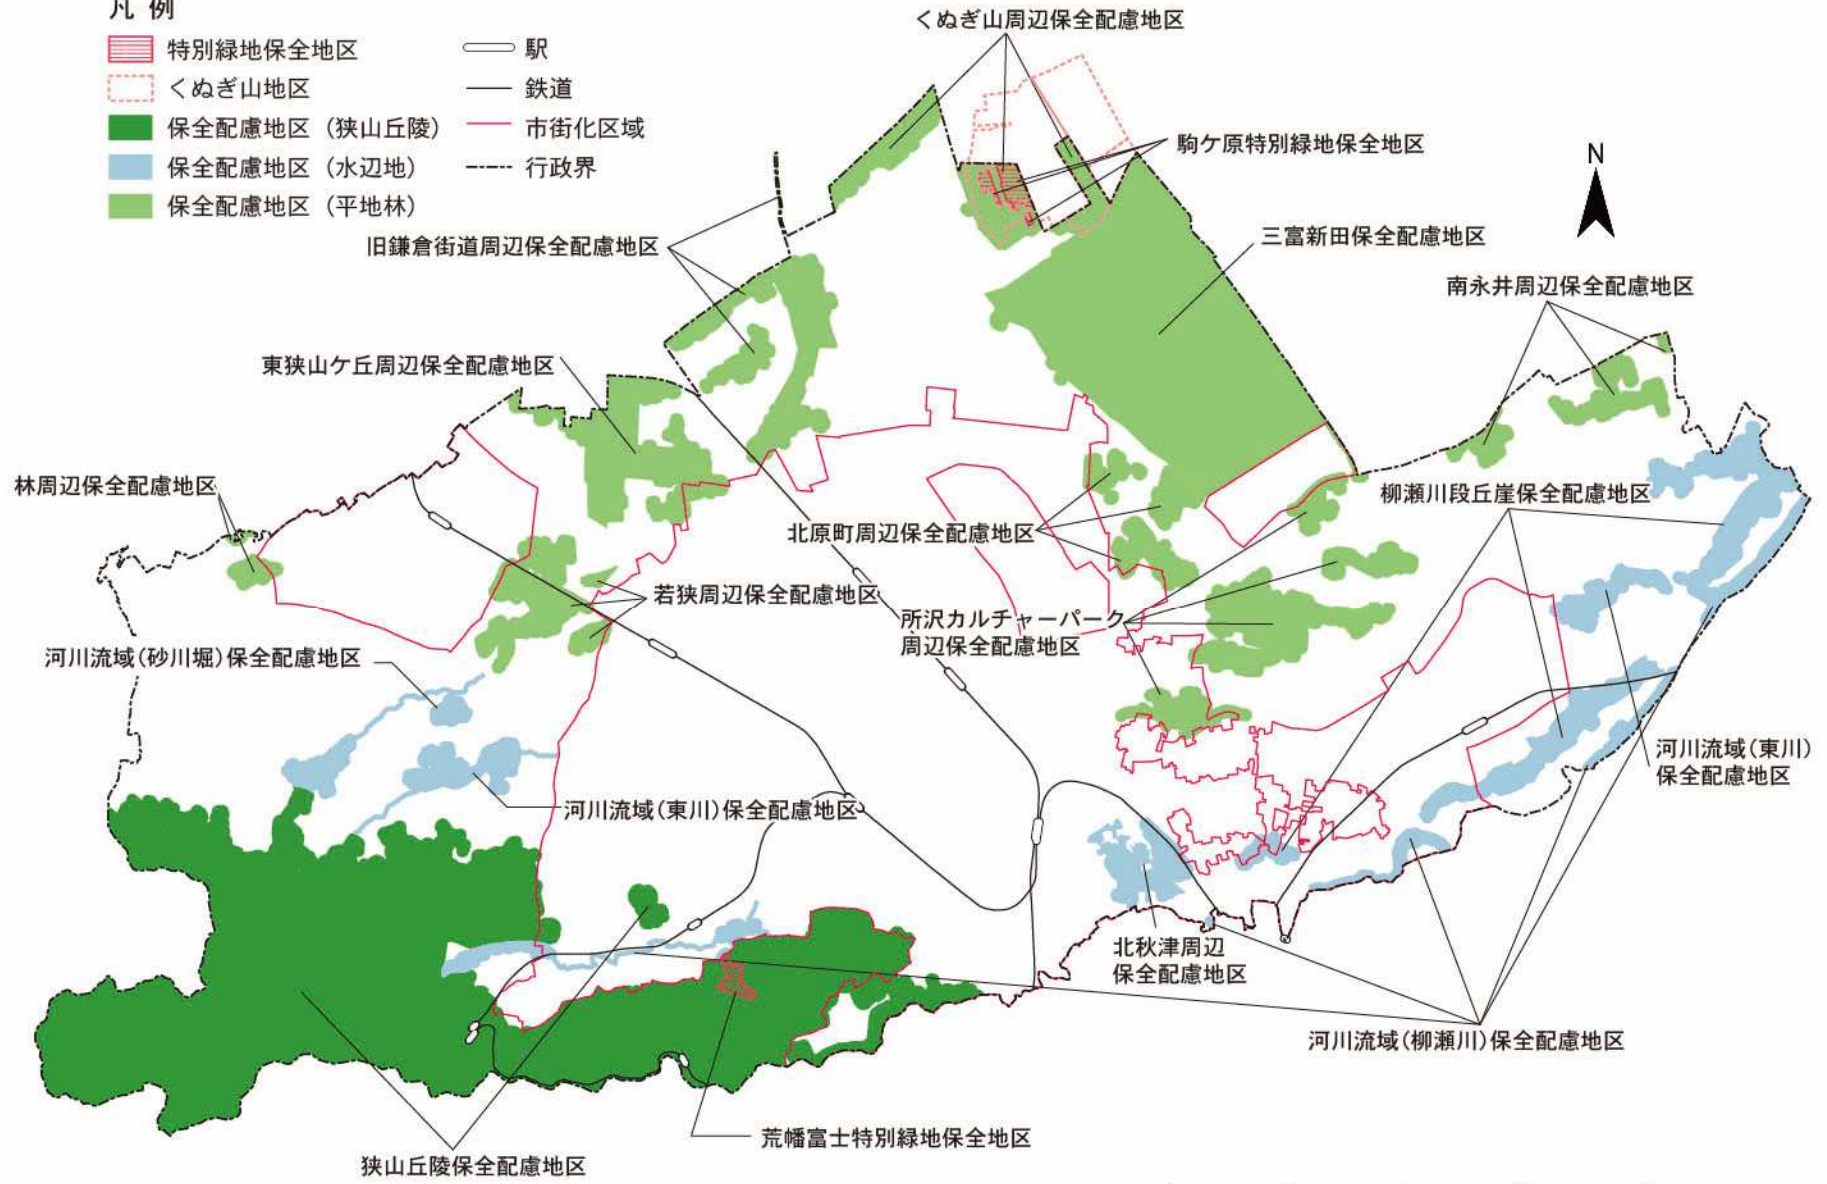 凡 例
特別緑地保全地区
駅
くぬぎ山地区
鉄道
保全配慮地区（狭山丘陵）
市街化区域
保全配慮地区（水辺地）
行政界
保全配慮地区（平地林）
くぬぎ山周辺保全配慮地区
駒ケ原特別緑地保全地区
N
旧鎌倉街道周辺保全配慮地区
三富新田保全配慮地区
南永井周辺保全配慮地区
東狭山ケ丘周辺保全配慮地区
林周辺保全配慮地区
柳瀬川段丘崖保全配慮地区
北原町周辺保全配慮地区
若狭周辺保全配慮地区
所沢カルチャーパーク
周辺保全配慮地区
河川流域(砂川堀)保全配慮地区
河川流域(東川)
保全配慮地区
河川流域(東川)保全配慮地区
北秋津周辺
保全配慮地区
河川流域(柳瀬川)保全配慮地区
荒幡富士特別緑地保全地区
狭山丘陵保全配慮地区